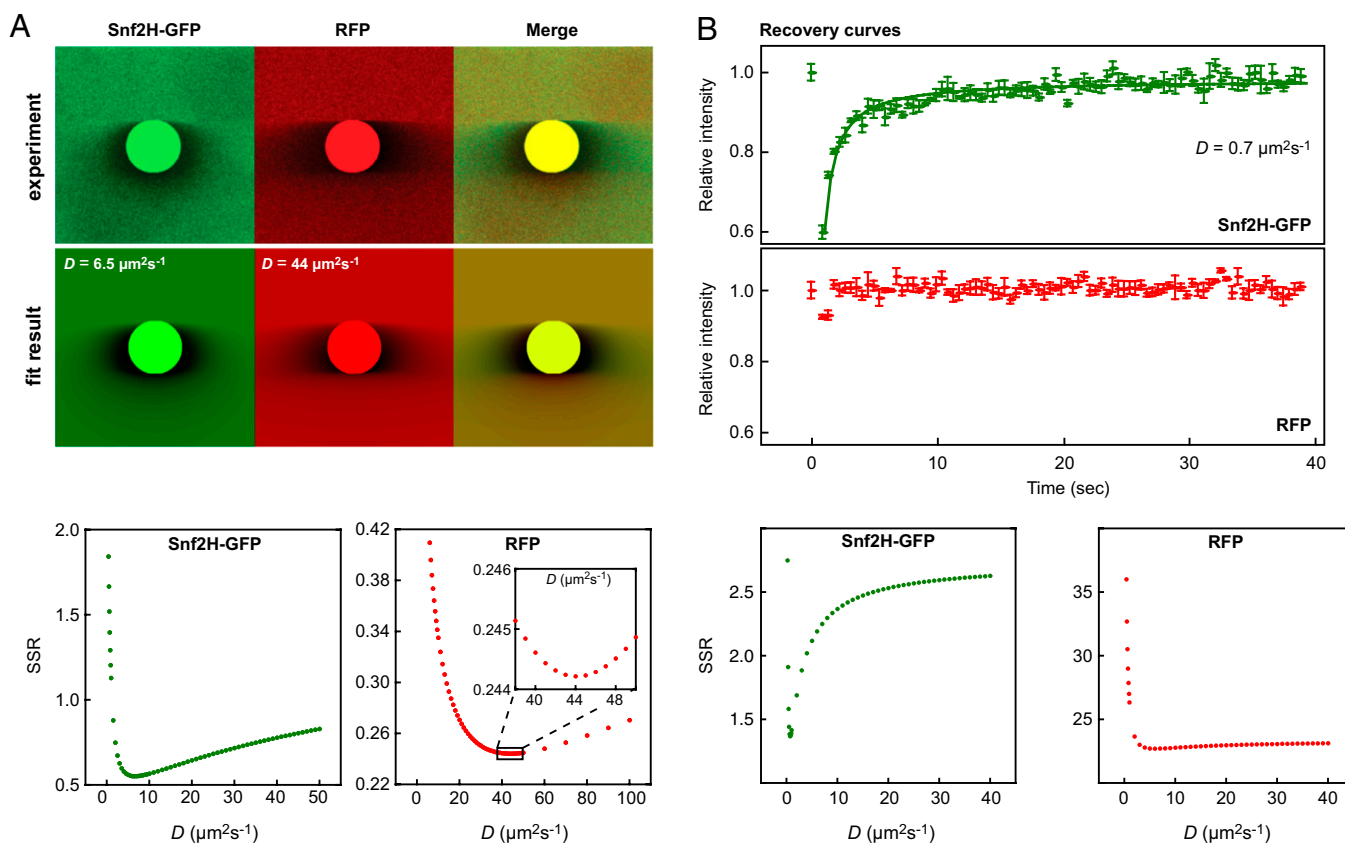 A
Snf2H-GFP RFP Merge
experiment
fit result
D = 6.5 µm²s⁻¹ D = 44 µm²s⁻¹
B
Recovery curves
Relative intensity
1.0
0.8
0.6
D = 0.7 µm²s⁻¹
Snf2H-GFP
Relative intensity
1.0
0.8
0.6
RFP
0 10 20 30 40
Time (sec)
Snf2H-GFP
SSR
2.0
1.5
1.0
0.5
0 10 20 30 40 50
D (µm²s⁻¹)
RFP
0.42
0.38
0.34
0.30
0.26
0.22
0 20 40 60 80 100
D (µm²s⁻¹)
D (µm²s⁻¹)
0.246
0.245
0.244
40 44 48
Snf2H-GFP
SSR
2.5
2.0
1.5
0 10 20 30 40
D (µm²s⁻¹)
RFP
35
30
25
0 10 20 30 40
D (µm²s⁻¹)